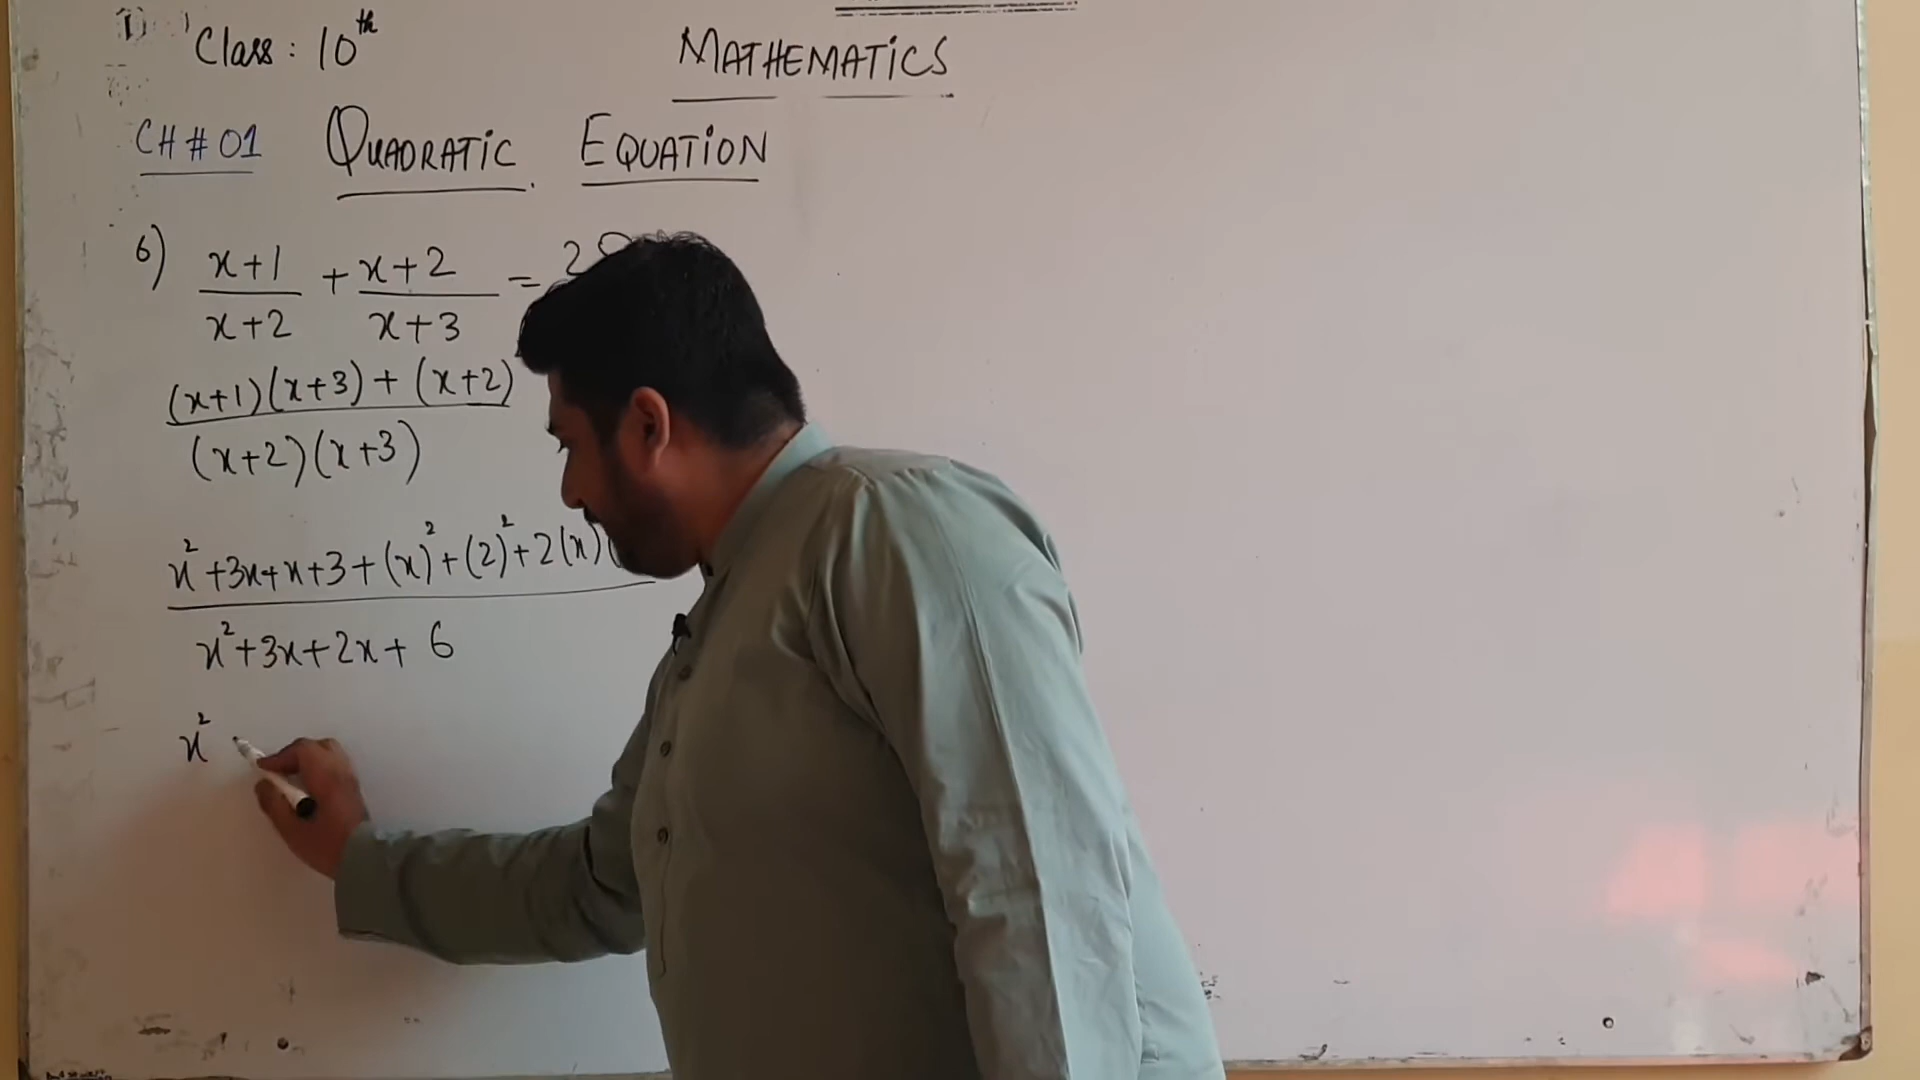 Class: 10th
MATHEMATICS
CH # 01 QUADRATIC EQUATION
6) x+1 + x+2 = 2
x+2 x+3
(x+1)(x+3) + (x+2)
(x+2)(x+3)
x²+3x+x+3+(x)²+(2)²+2(x)(
x²+3x+2x+6
x²